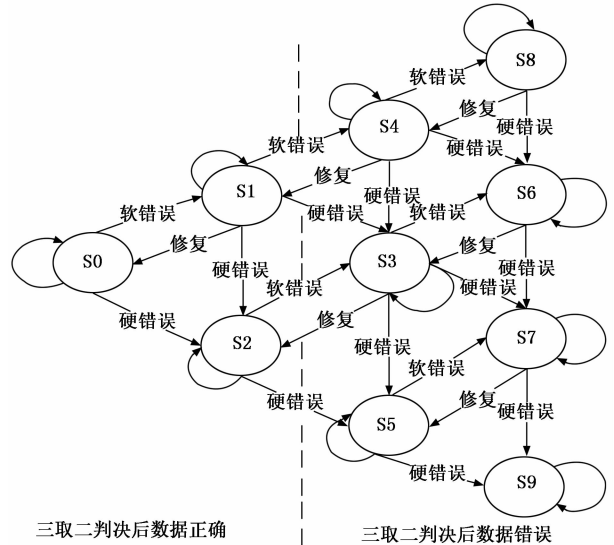 S8
软错误
修复
S4
硬错误
硬错误
软错误
修复
S1
硬错误
S6
软错误
硬错误
软错误
修复
修复
S0
S3
硬错误
硬错误
软错误
硬错误
硬错误
修复
S2
硬错误
S7
软错误
硬错误
S5
修复
硬错误
硬错误
S9
三取二判决后数据正确
三取二判决后数据错误